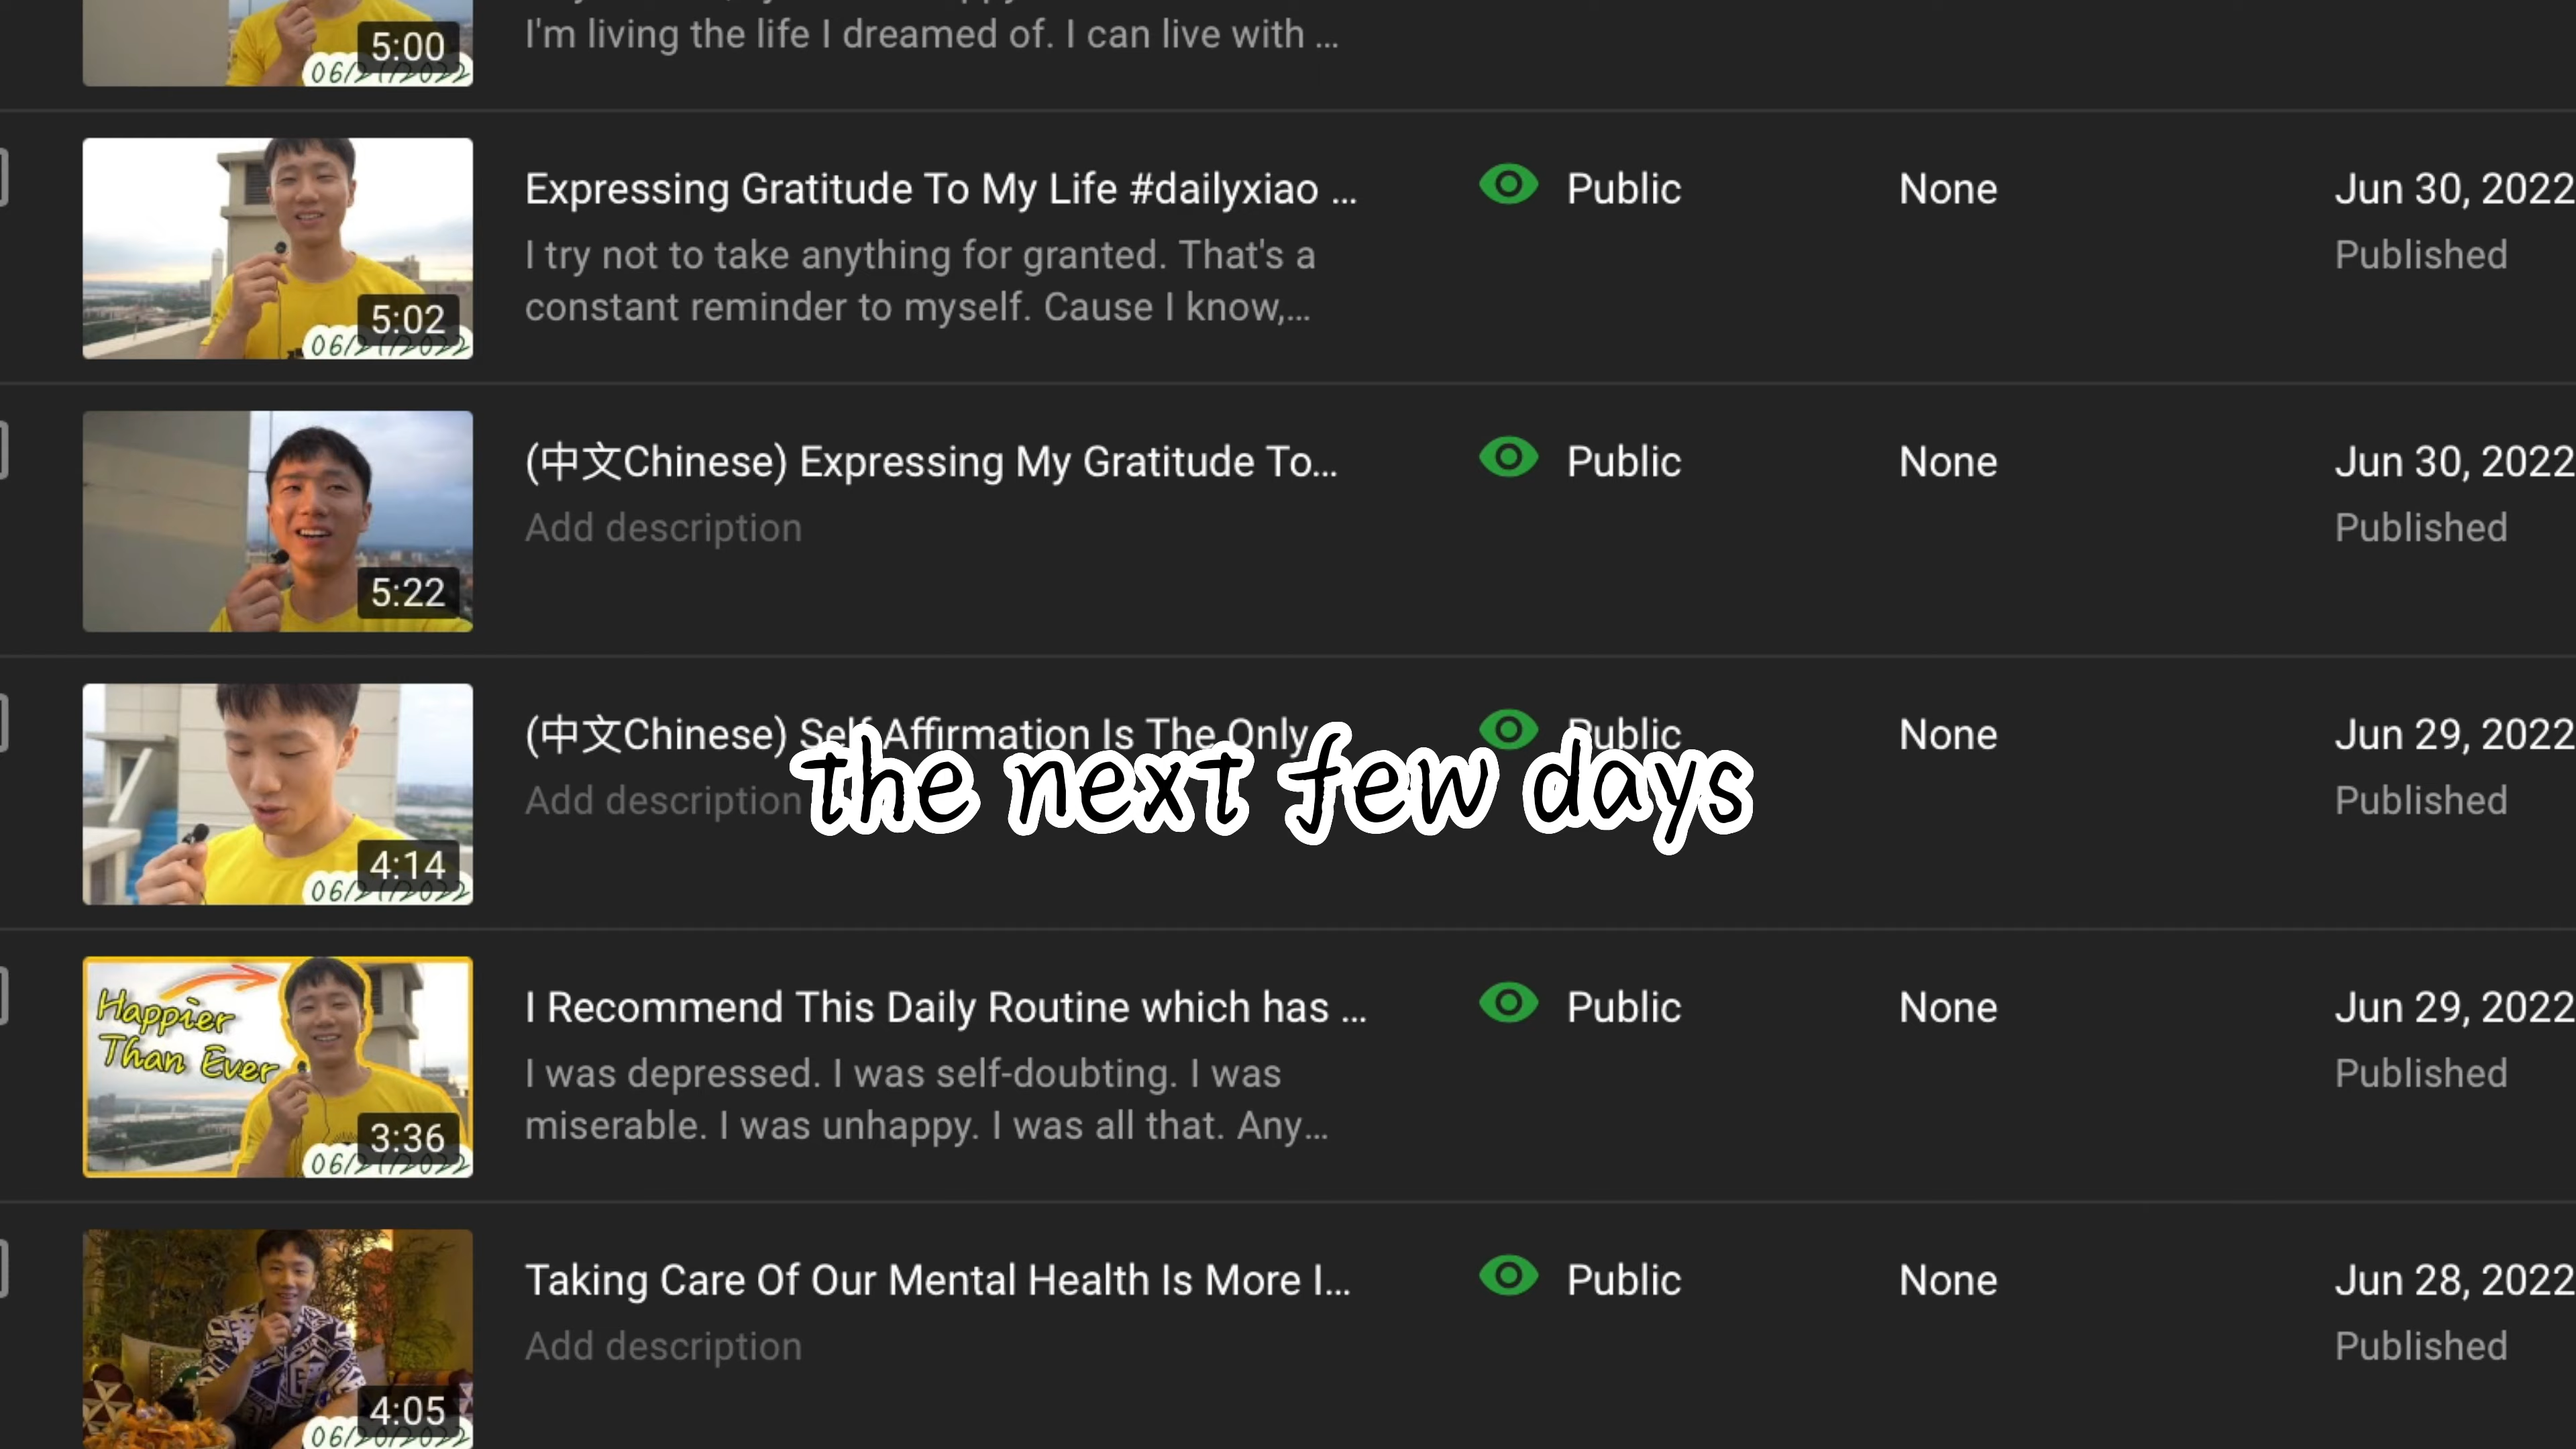 I'm living the life I dreamed of. I can live with ...
5:00
Expressing Gratitude To My Life #dailyxiao ...
Public
None
Jun 30, 2022
I try not to take anything for granted. That's a
Published
constant reminder to myself. Cause I know,...
5:02
(中文Chinese) Expressing My Gratitude To...
Public
None
Jun 30, 2022
Add description
Published
5:22
(中文Chinese) Self Affirmation Is The Only
Public
None
Jun 29, 2022
the next few days
Add description
Published
4:14
Happier
Than Ever
I Recommend This Daily Routine which has ...
Public
None
Jun 29, 2022
I was depressed. I was self-doubting. I was
Published
miserable. I was unhappy. I was all that. Any...
3:36
Taking Care Of Our Mental Health Is More I...
Public
None
Jun 28, 2022
Add description
Published
4:05